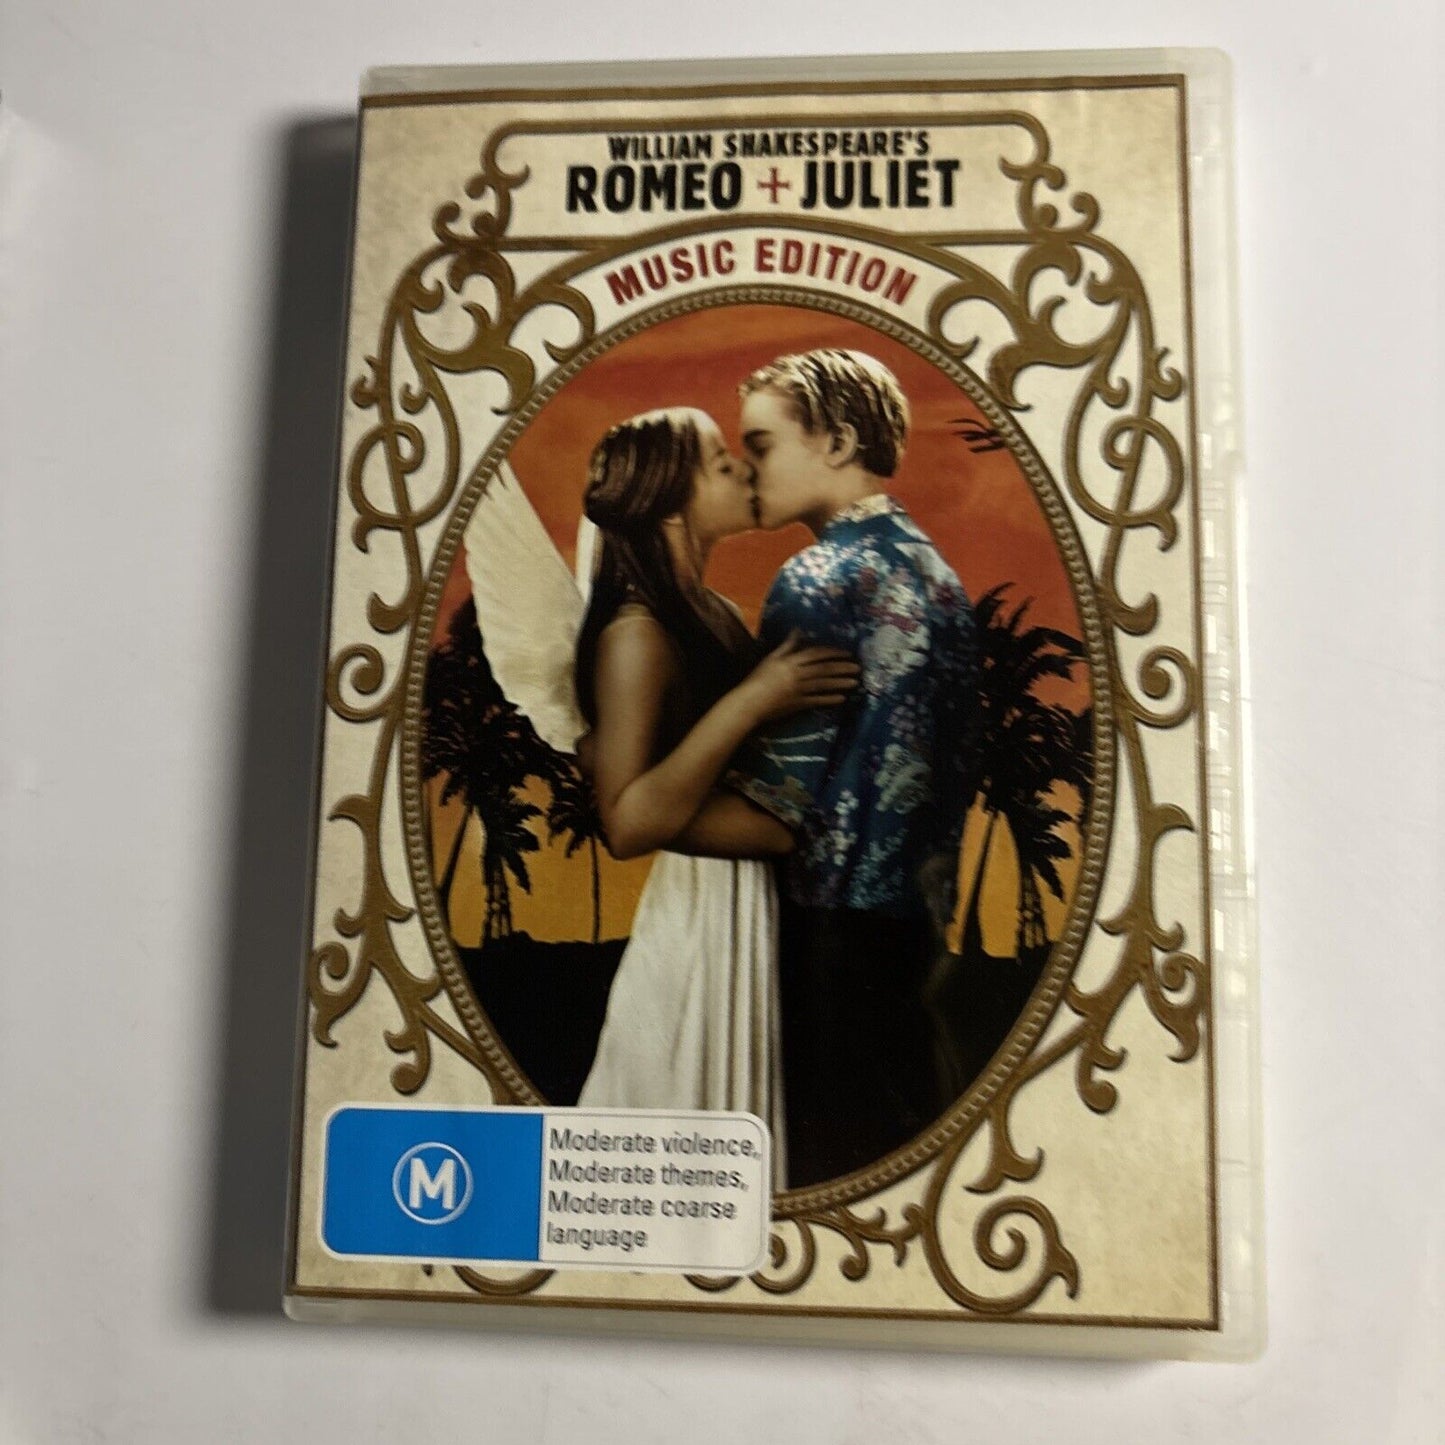 WILLIAM SHAKESPEARE'S
ROMEO + JULIET
MUSIC EDITION
M
Moderate violence,
Moderate themes,
Moderate coarse
language